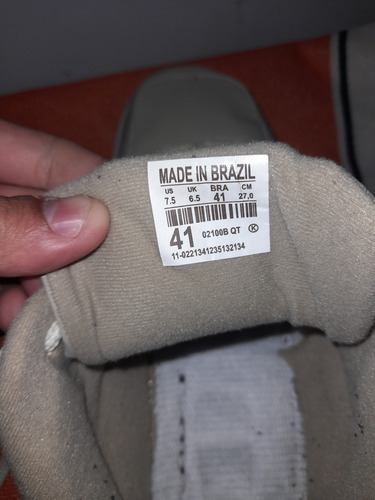 MADE IN BRAZIL
US UK BRA CM
7.5 6.5 41 27,0
41 02100B QT K
11-0221341235132134